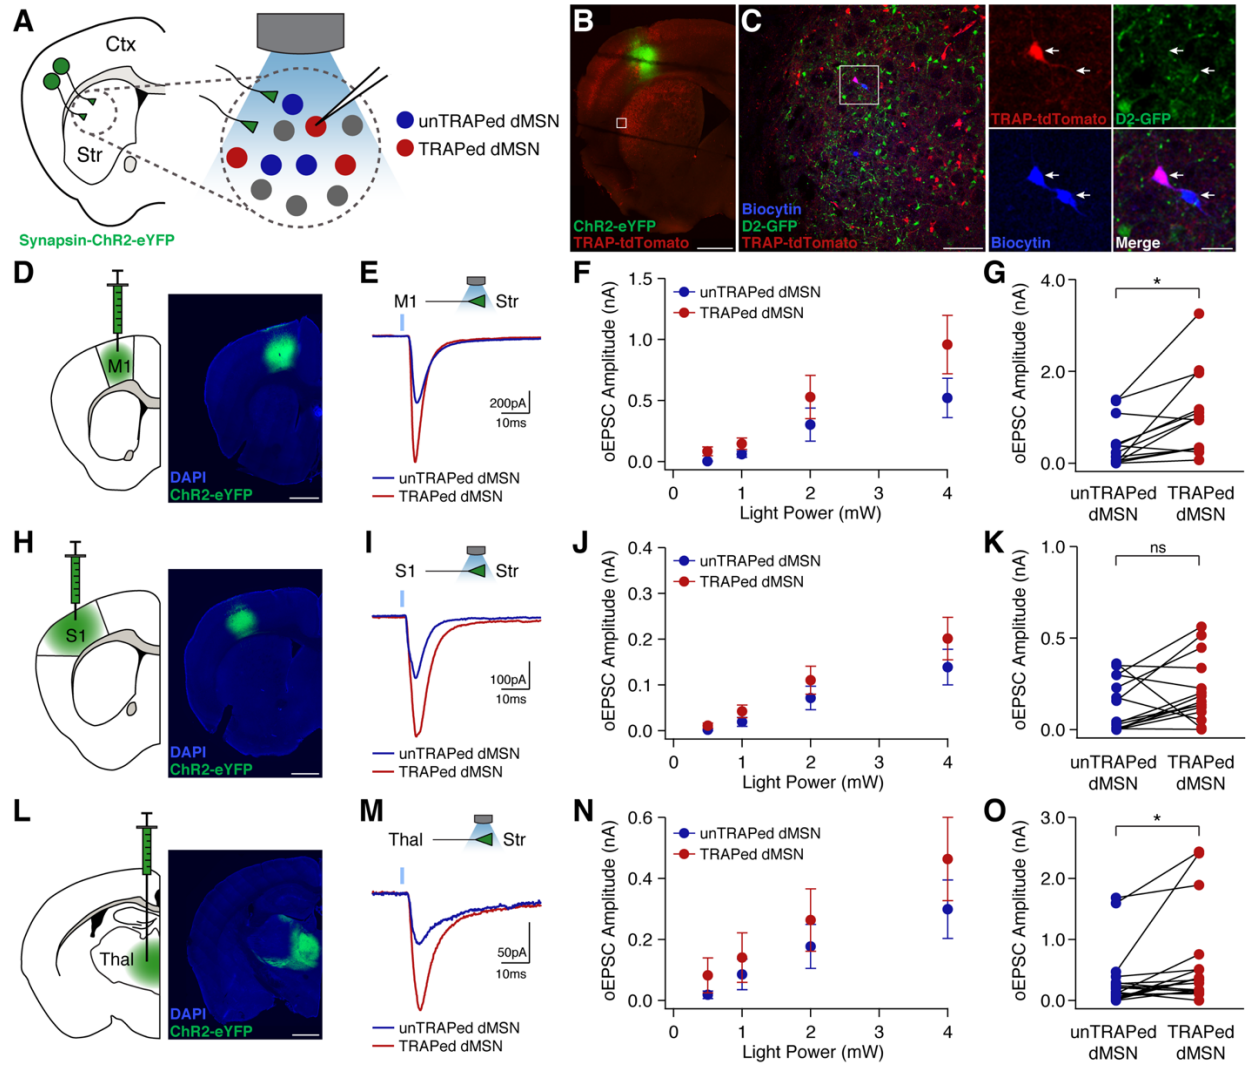 A
Ctx
Str
Synapsin-ChR2-eYFP
unTRAPed dMSN
TRAPed dMSN
B
ChR2-eYFP
TRAP-tdTomato
C
Biocytin
D2-GFP
TRAP-tdTomato
TRAP-tdTomato
D2-GFP
Biocytin
Merge
D
M1
DAPI
ChR2-eYFP
E
M1
Str
200pA
10ms
unTRAPed dMSN
TRAPed dMSN
F
oEPSC Amplitude (nA)
1.5
1.0
0.5
0.0
unTRAPed dMSN
TRAPed dMSN
0 1 2 3 4
Light Power (mW)
G
oEPSC Amplitude (nA)
4.0
2.0
0.0
*
unTRAPed dMSN
TRAPed dMSN
H
S1
DAPI
ChR2-eYFP
I
S1
Str
100pA
10ms
unTRAPed dMSN
TRAPed dMSN
J
oEPSC Amplitude (nA)
0.4
0.3
0.2
0.1
0.0
unTRAPed dMSN
TRAPed dMSN
0 1 2 3 4
Light Power (mW)
K
oEPSC Amplitude (nA)
1.0
0.5
0.0
ns
unTRAPed dMSN
TRAPed dMSN
L
Thal
DAPI
ChR2-eYFP
M
Thal
Str
50pA
10ms
unTRAPed dMSN
TRAPed dMSN
N
oEPSC Amplitude (nA)
0.6
0.4
0.2
0.0
unTRAPed dMSN
TRAPed dMSN
0 1 2 3 4
Light Power (mW)
O
oEPSC Amplitude (nA)
3.0
2.0
1.0
0.0
*
unTRAPed dMSN
TRAPed dMSN